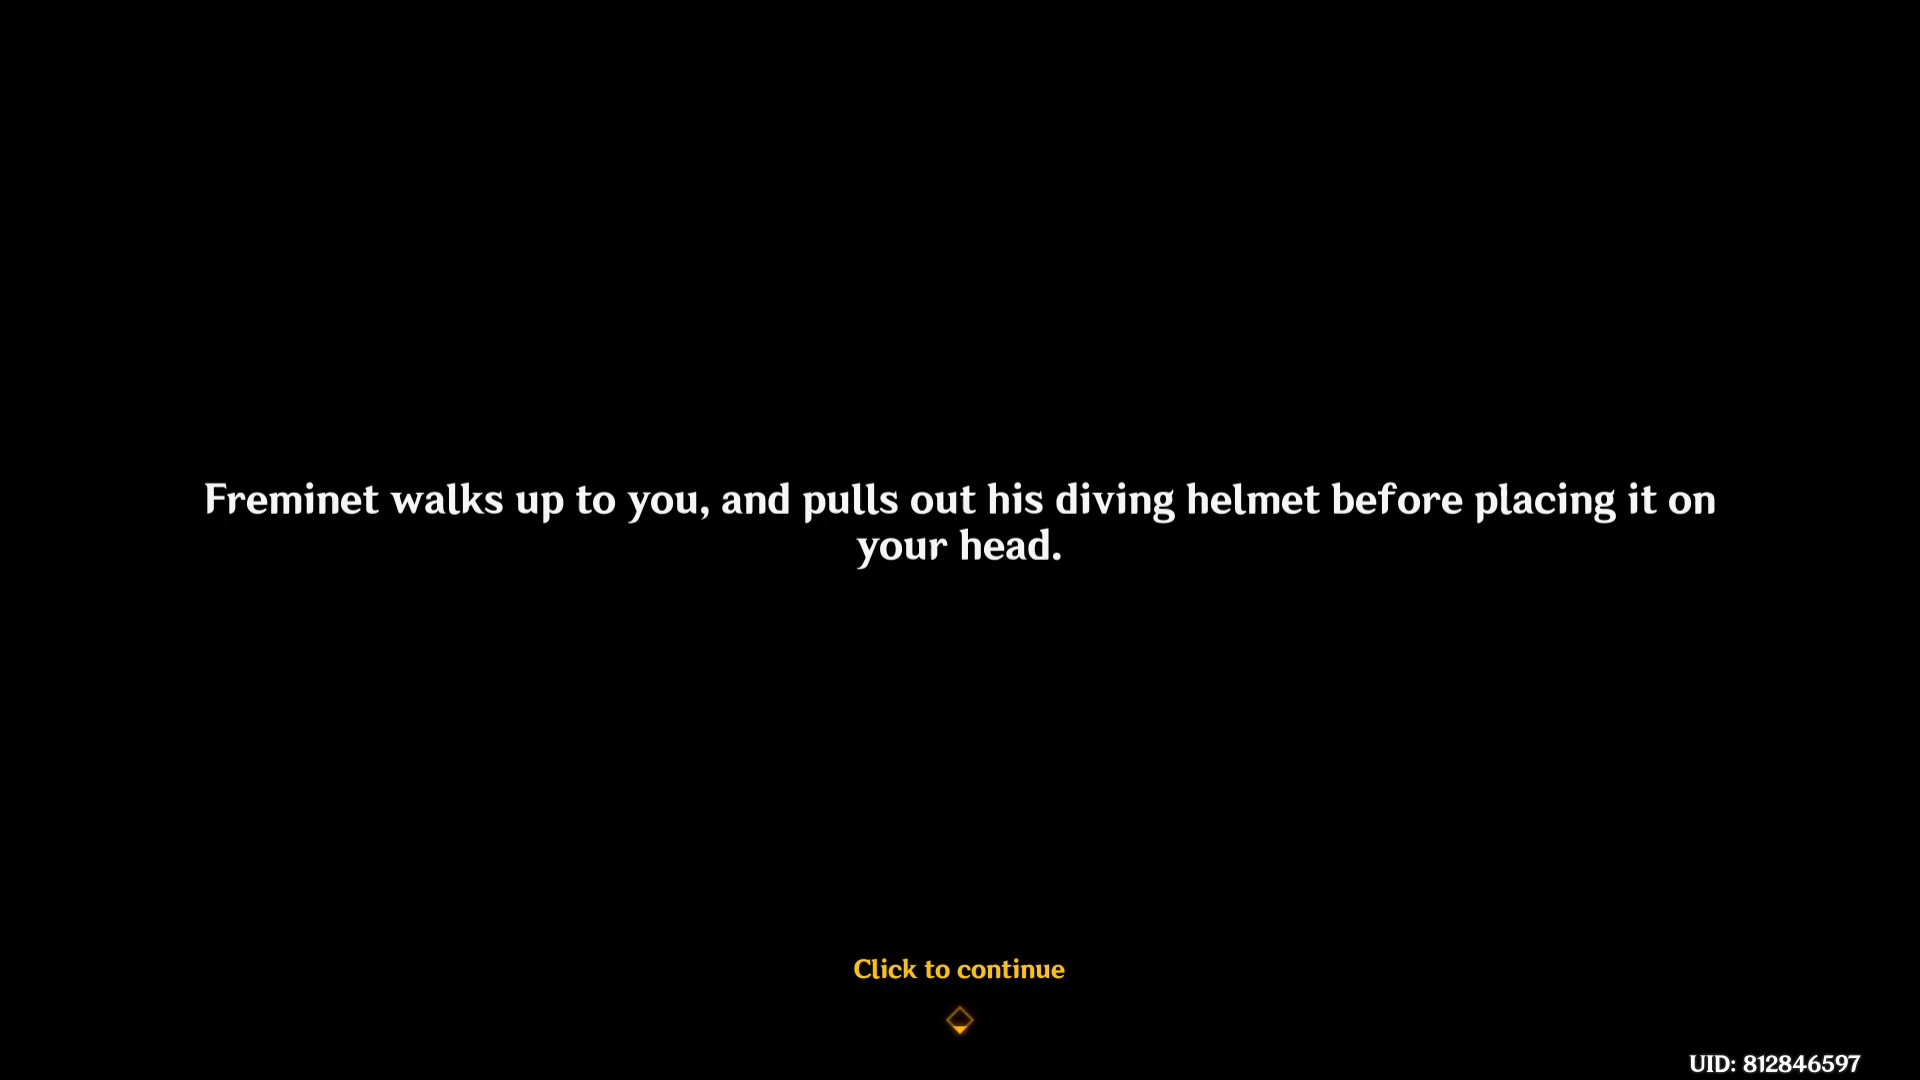 Freminet walks up to you, and pulls out his diving helmet before placing it on
your head.
Click to continue
UID: 812846597